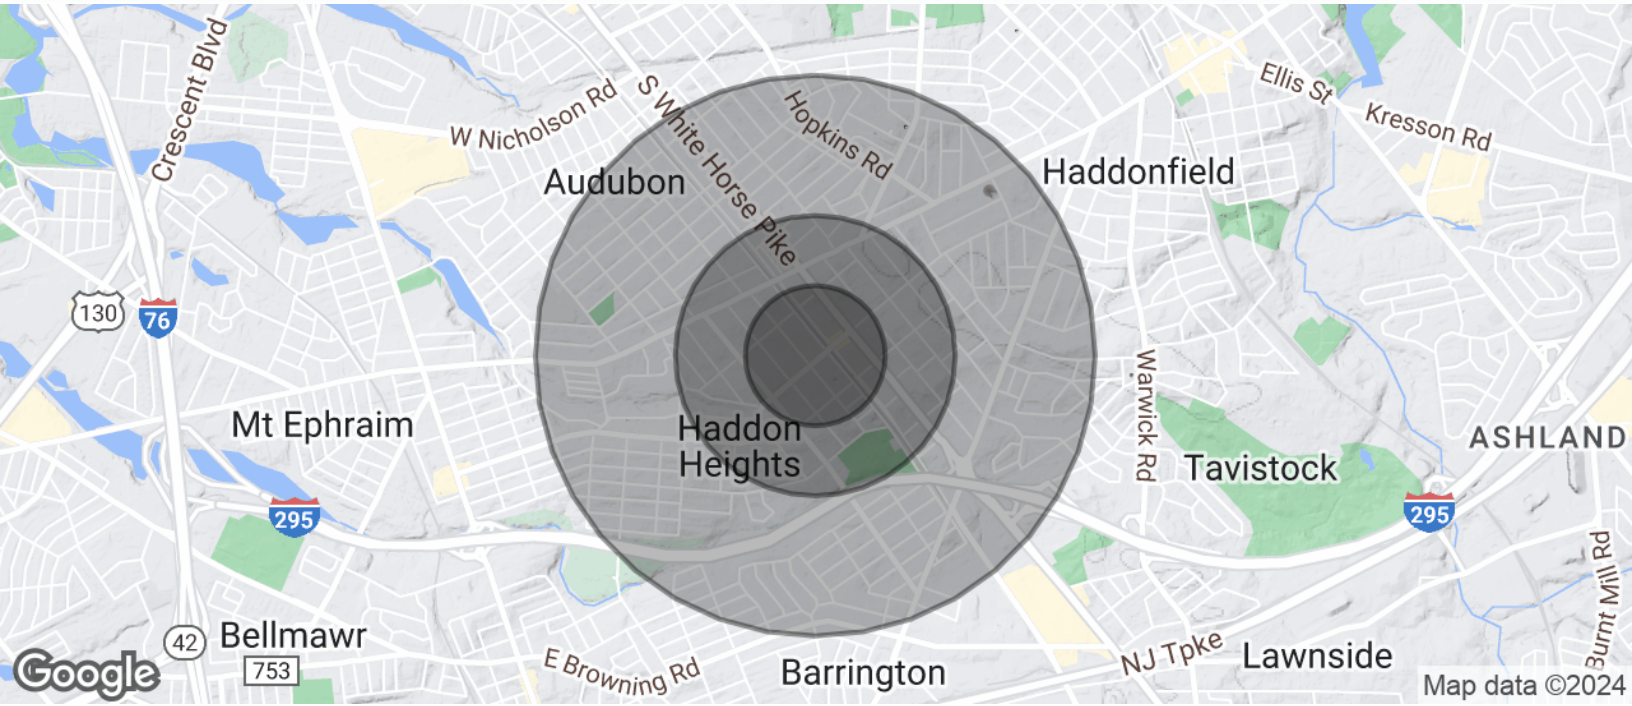 Crescent Blvd
W Nicholson Rd
S White Horse Pike
Hopkins Rd
Ellis St
Kresson Rd
Audubon
Haddonfield
130
76
Warwick Rd
Mt Ephraim
Haddon
Heights
ASHLAND
Tavistock
295
295
Burnt Mill Rd
42
Bellmawr
753
E Browning Rd
Barrington
NJ Tpke
Lawnside
Google
Map data ©2024